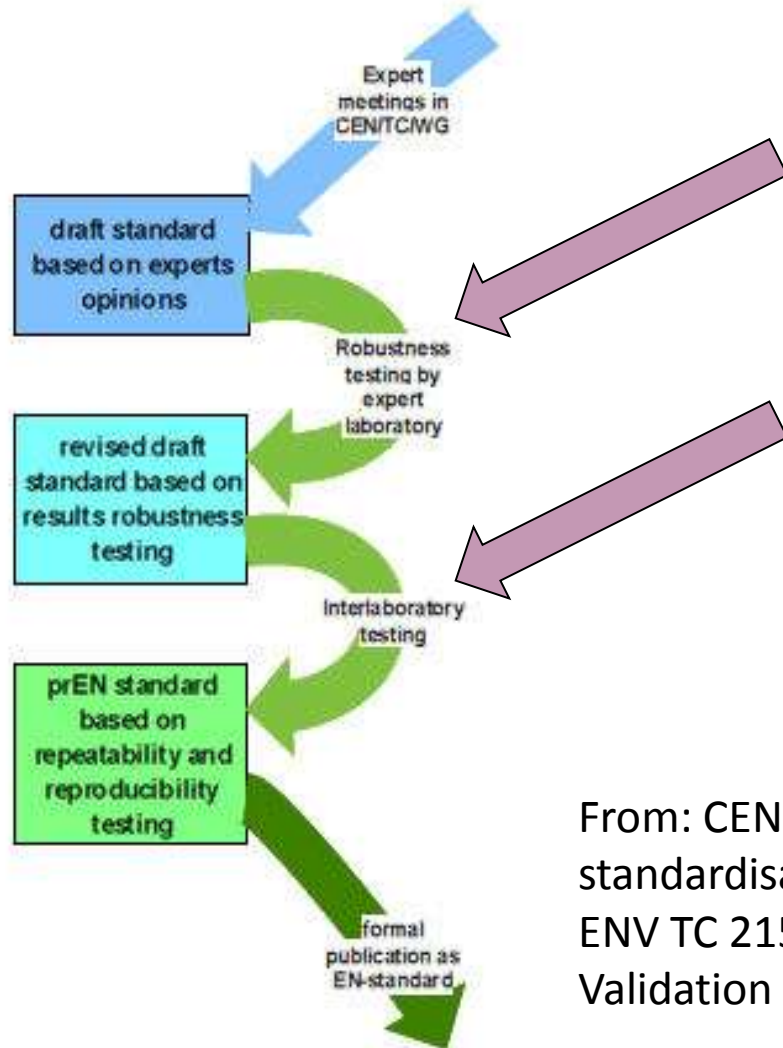 Expert
meetings in
CEN/TC/WG
draft standard
based on experts
opinions
Robustness
testing by
expert
laboratory
revised draft
standard based on
results robustness
testing
Interlaboratory
testing
prEN standard
based on
repeatability and
reproducibility
testing
formal
publication as
EN-standard
From: CEN
standardisa
ENV TC 215
Validation